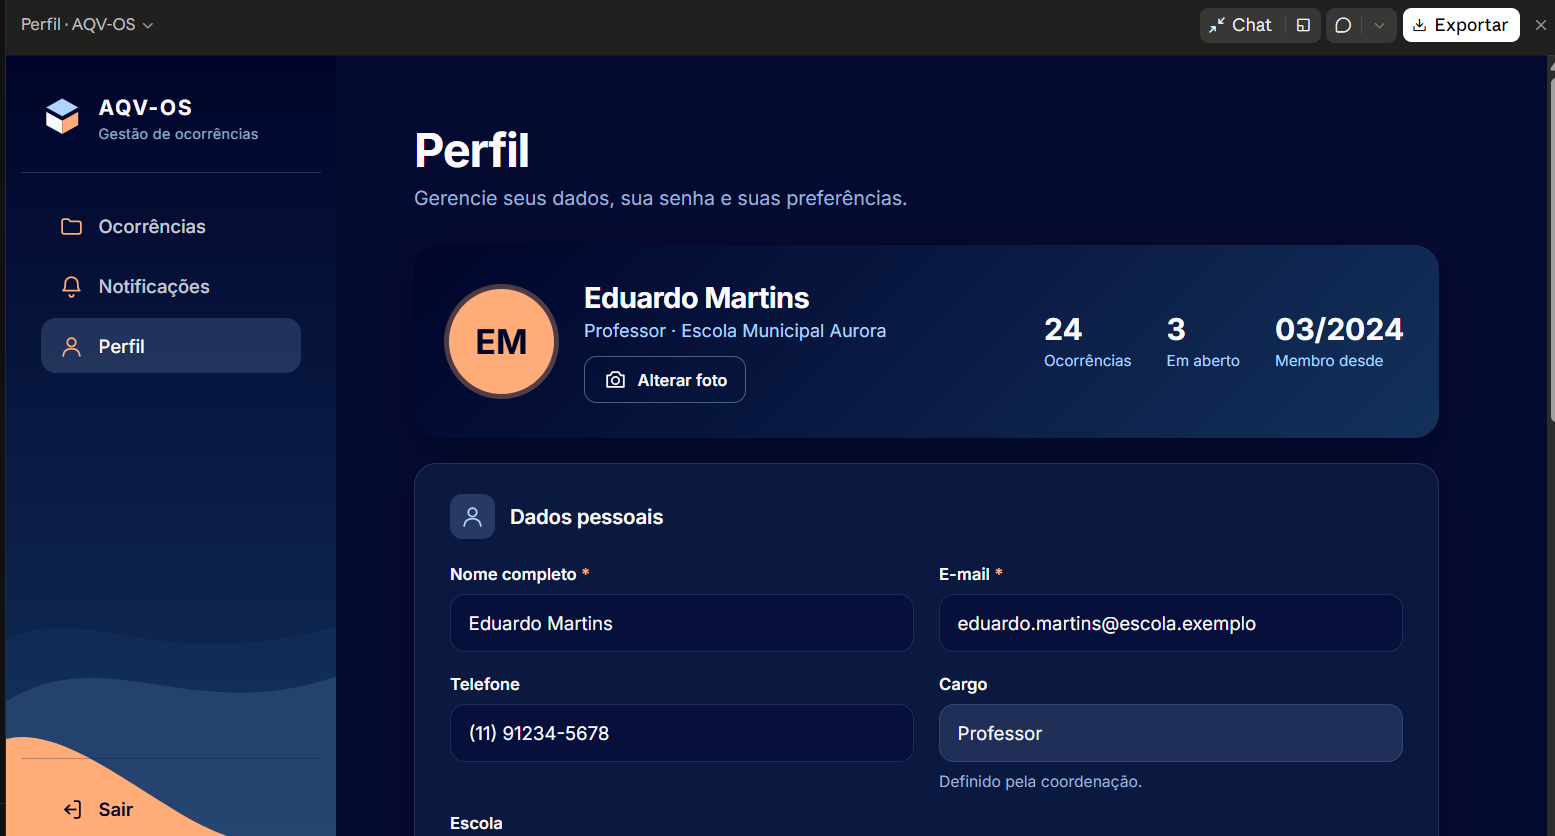 Perfil · AQV-OS
Chat
Exportar
AQV-OS
Gestão de ocorrências
Ocorrências
Notificações
Perfil
Sair
Perfil
Gerencie seus dados, sua senha e suas preferências.
EM
Eduardo Martins
Professor · Escola Municipal Aurora
Alterar foto
24
Ocorrências
3
Em aberto
03/2024
Membro desde
Dados pessoais
Nome completo *
Eduardo Martins
E-mail *
eduardo.martins@escola.exemplo
Telefone
(11) 91234-5678
Cargo
Professor
Definido pela coordenação.
Escola